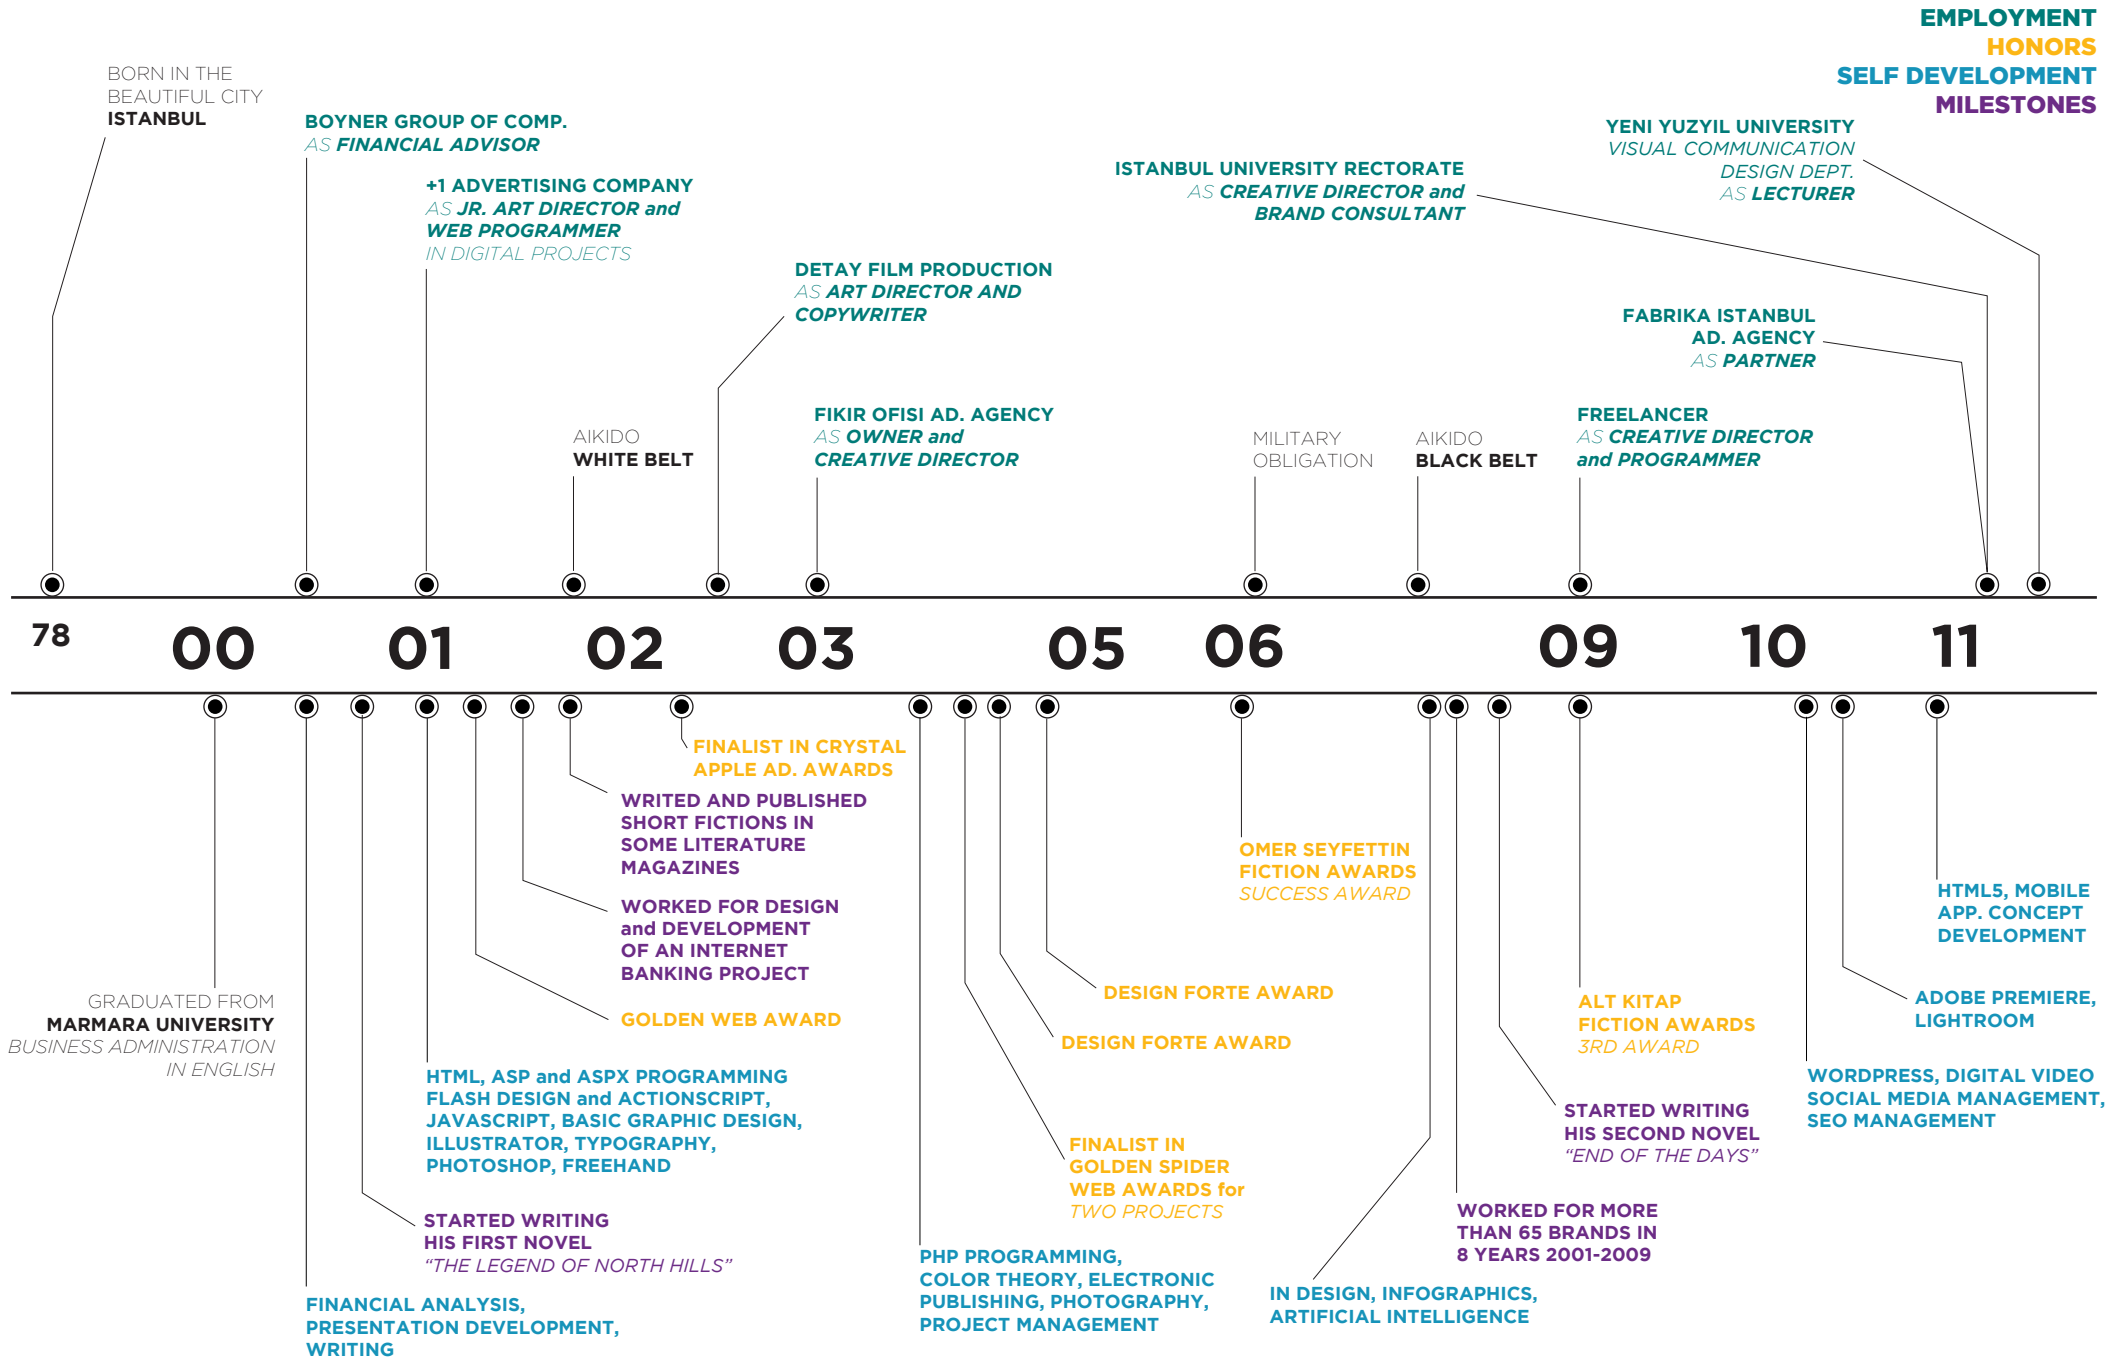 EMPLOYMENT
HONORS
SELF DEVELOPMENT
MILESTONES
BORN IN THE
BEAUTIFUL CITY
ISTANBUL
BOYNER GROUP OF COMP.
AS FINANCIAL ADVISOR
+1 ADVERTISING COMPANY
AS JR. ART DIRECTOR and
WEB PROGRAMMER
IN DIGITAL PROJECTS
AIKIDO
WHITE BELT
DETAY FILM PRODUCTION
AS ART DIRECTOR AND
COPYWRITER
FIKIR OFISI AD. AGENCY
AS OWNER and
CREATIVE DIRECTOR
MILITARY
OBLIGATION
AIKIDO
BLACK BELT
ISTANBUL UNIVERSITY RECTORATE
AS CREATIVE DIRECTOR and
BRAND CONSULTANT
YENI YUZYIL UNIVERSITY
VISUAL COMMUNICATION
DESIGN DEPT.
AS LECTURER
FABRIKA ISTANBUL
AD. AGENCY
AS PARTNER
FREELANCER
AS CREATIVE DIRECTOR
and PROGRAMMER
78 00 01 02 03 05 06 09 10 11
GRADUATED FROM
MARMARA UNIVERSITY
BUSINESS ADMINISTRATION
IN ENGLISH
FINANCIAL ANALYSIS,
PRESENTATION DEVELOPMENT,
WRITING
STARTED WRITING
HIS FIRST NOVEL
“THE LEGEND OF NORTH HILLS”
HTML, ASP and ASPX PROGRAMMING
FLASH DESIGN and ACTIONSCRIPT,
JAVASCRIPT, BASIC GRAPHIC DESIGN,
ILLUSTRATOR, TYPOGRAPHY,
PHOTOSHOP, FREEHAND
GOLDEN WEB AWARD
WORKED FOR DESIGN
and DEVELOPMENT
OF AN INTERNET
BANKING PROJECT
WRITED AND PUBLISHED
SHORT FICTIONS IN
SOME LITERATURE
MAGAZINES
FINALIST IN CRYSTAL
APPLE AD. AWARDS
PHP PROGRAMMING,
COLOR THEORY, ELECTRONIC
PUBLISHING, PHOTOGRAPHY,
PROJECT MANAGEMENT
FINALIST IN
GOLDEN SPIDER
WEB AWARDS for
TWO PROJECTS
DESIGN FORTE AWARD
DESIGN FORTE AWARD
OMER SEYFETTIN
FICTION AWARDS
SUCCESS AWARD
IN DESIGN, INFOGRAPHICS,
ARTIFICIAL INTELLIGENCE
WORKED FOR MORE
THAN 65 BRANDS IN
8 YEARS 2001-2009
STARTED WRITING
HIS SECOND NOVEL
“END OF THE DAYS”
ALT KITAP
FICTION AWARDS
3RD AWARD
WORDPRESS, DIGITAL VIDEO
SOCIAL MEDIA MANAGEMENT,
SEO MANAGEMENT
ADOBE PREMIERE,
LIGHTROOM
HTML5, MOBILE
APP. CONCEPT
DEVELOPMENT